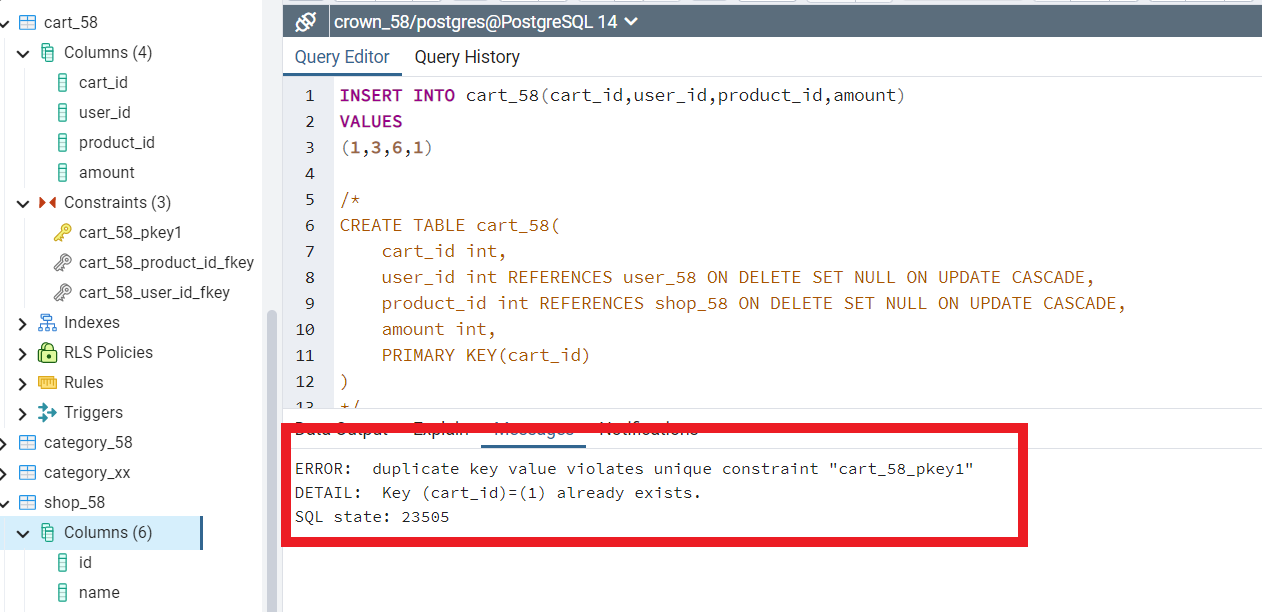 cart_58
Columns (4)
cart_id
user_id
product_id
amount
Constraints (3)
cart_58_pkey1
cart_58_product_id_fkey
cart_58_user_id_fkey
Indexes
RLS Policies
Rules
Triggers
category_58
category_xx
shop_58
Columns (6)
id
name
crown_58/postgres@PostgreSQL 14
Query Editor Query History
1 INSERT INTO cart_58(cart_id,user_id,product_id,amount)
2 VALUES
3 (1,3,6,1)
4
5 /*
6 CREATE TABLE cart_58(
7 cart_id int,
8 user_id int REFERENCES user_58 ON DELETE SET NULL ON UPDATE CASCADE,
9 product_id int REFERENCES shop_58 ON DELETE SET NULL ON UPDATE CASCADE,
10 amount int,
11 PRIMARY KEY(cart_id)
12 )
13 */
Data Output Explain Messages Notifications
ERROR: duplicate key value violates unique constraint "cart_58_pkey1"
DETAIL: Key (cart_id)=(1) already exists.
SQL state: 23505